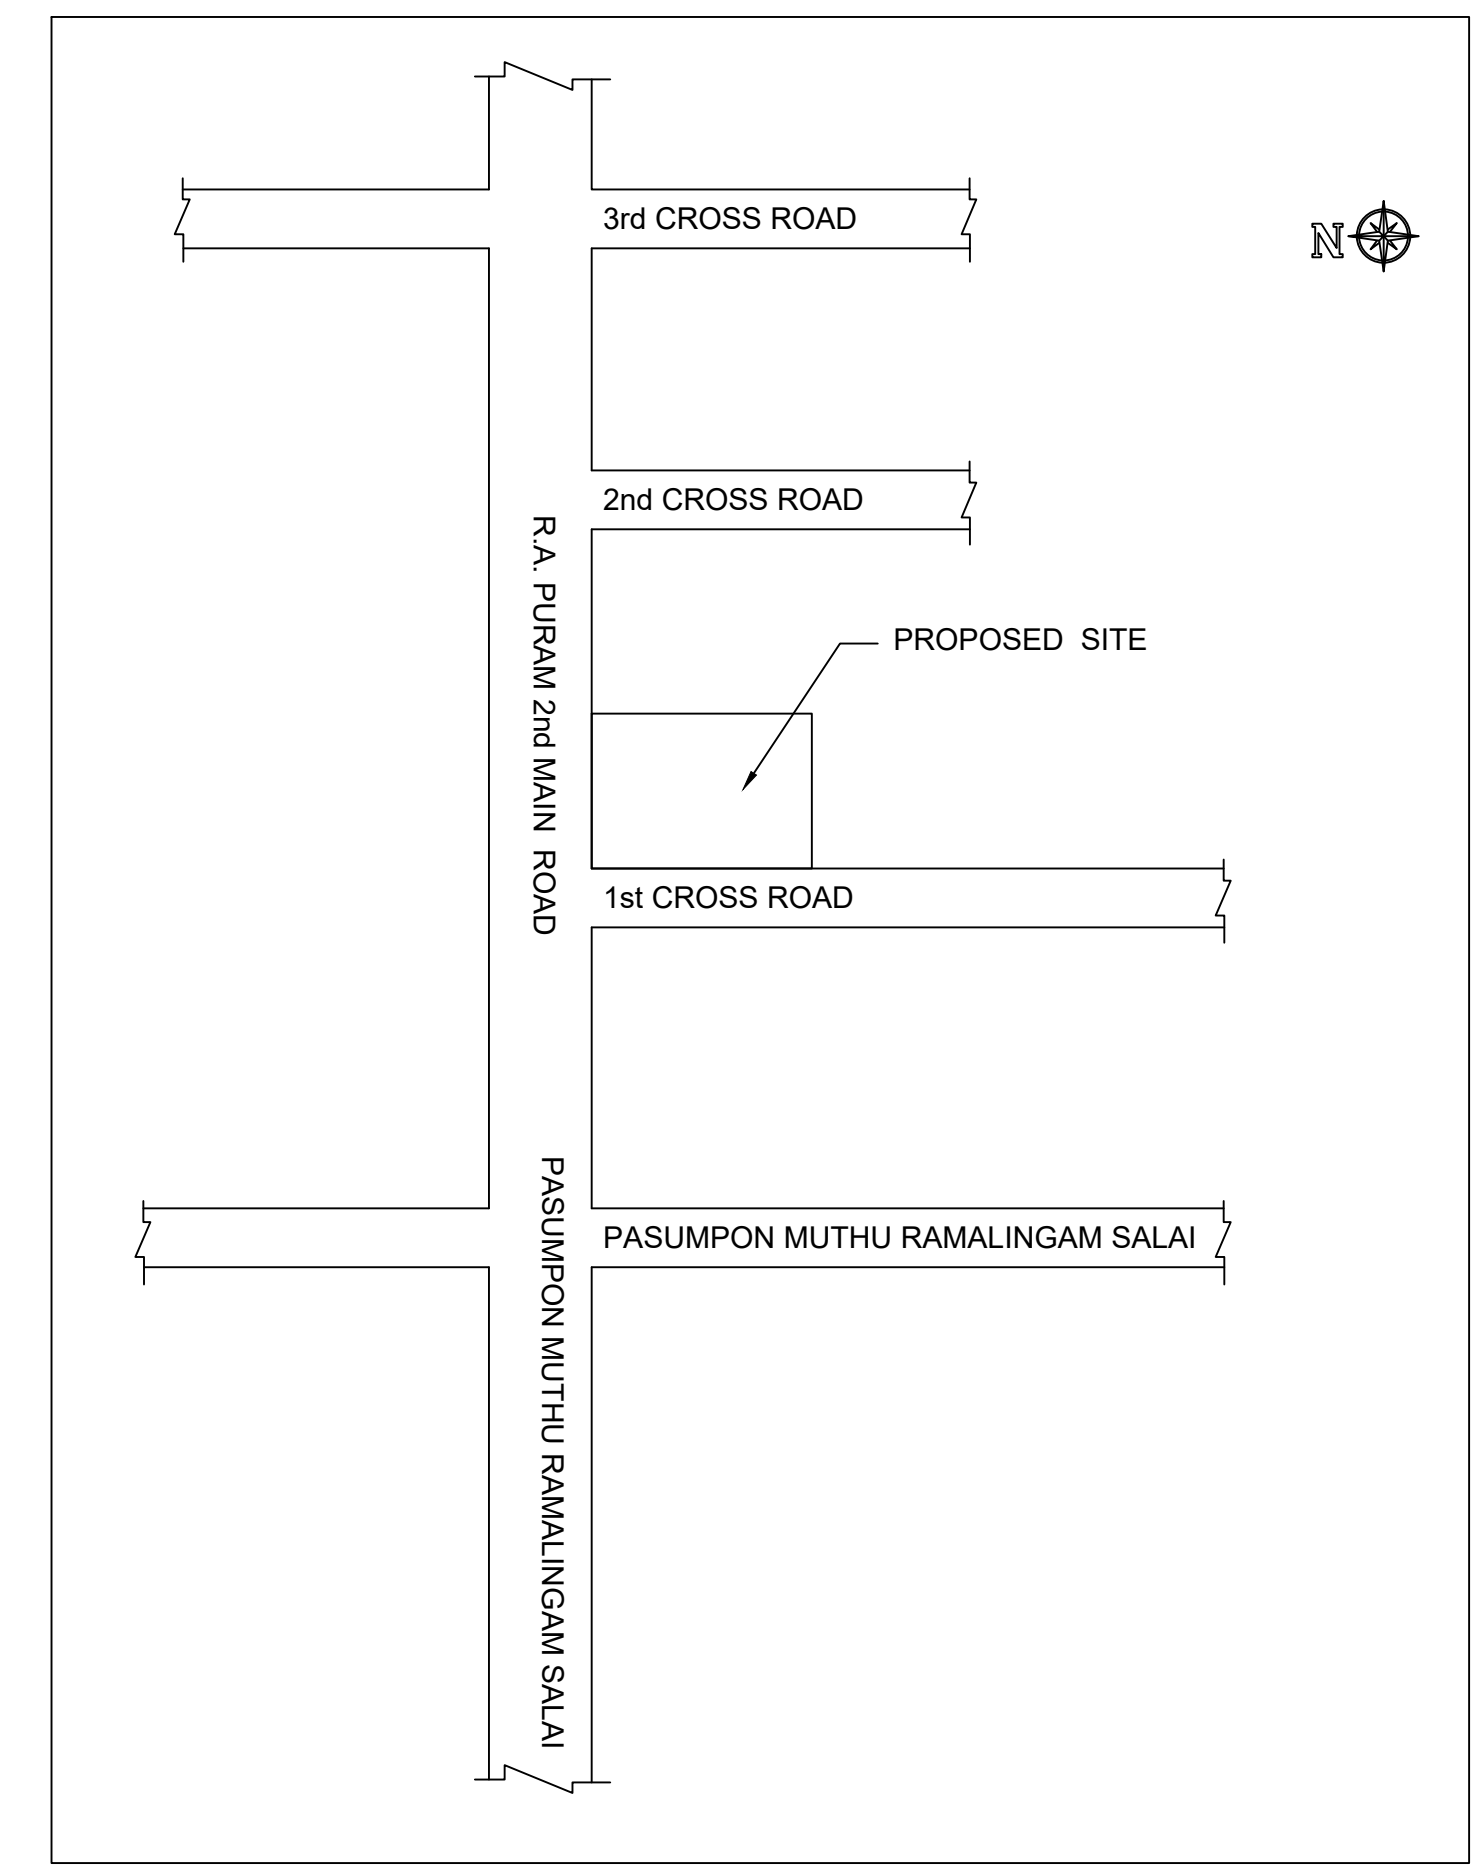 3rd CROSS ROAD
N
2nd CROSS ROAD
R.A. PURAM 2nd MAIN ROAD
PROPOSED SITE
1st CROSS ROAD
PASUMPON MUTHU RAMALINGAM SALAI
PASUMPON MUTHU RAMALINGAM SALAI